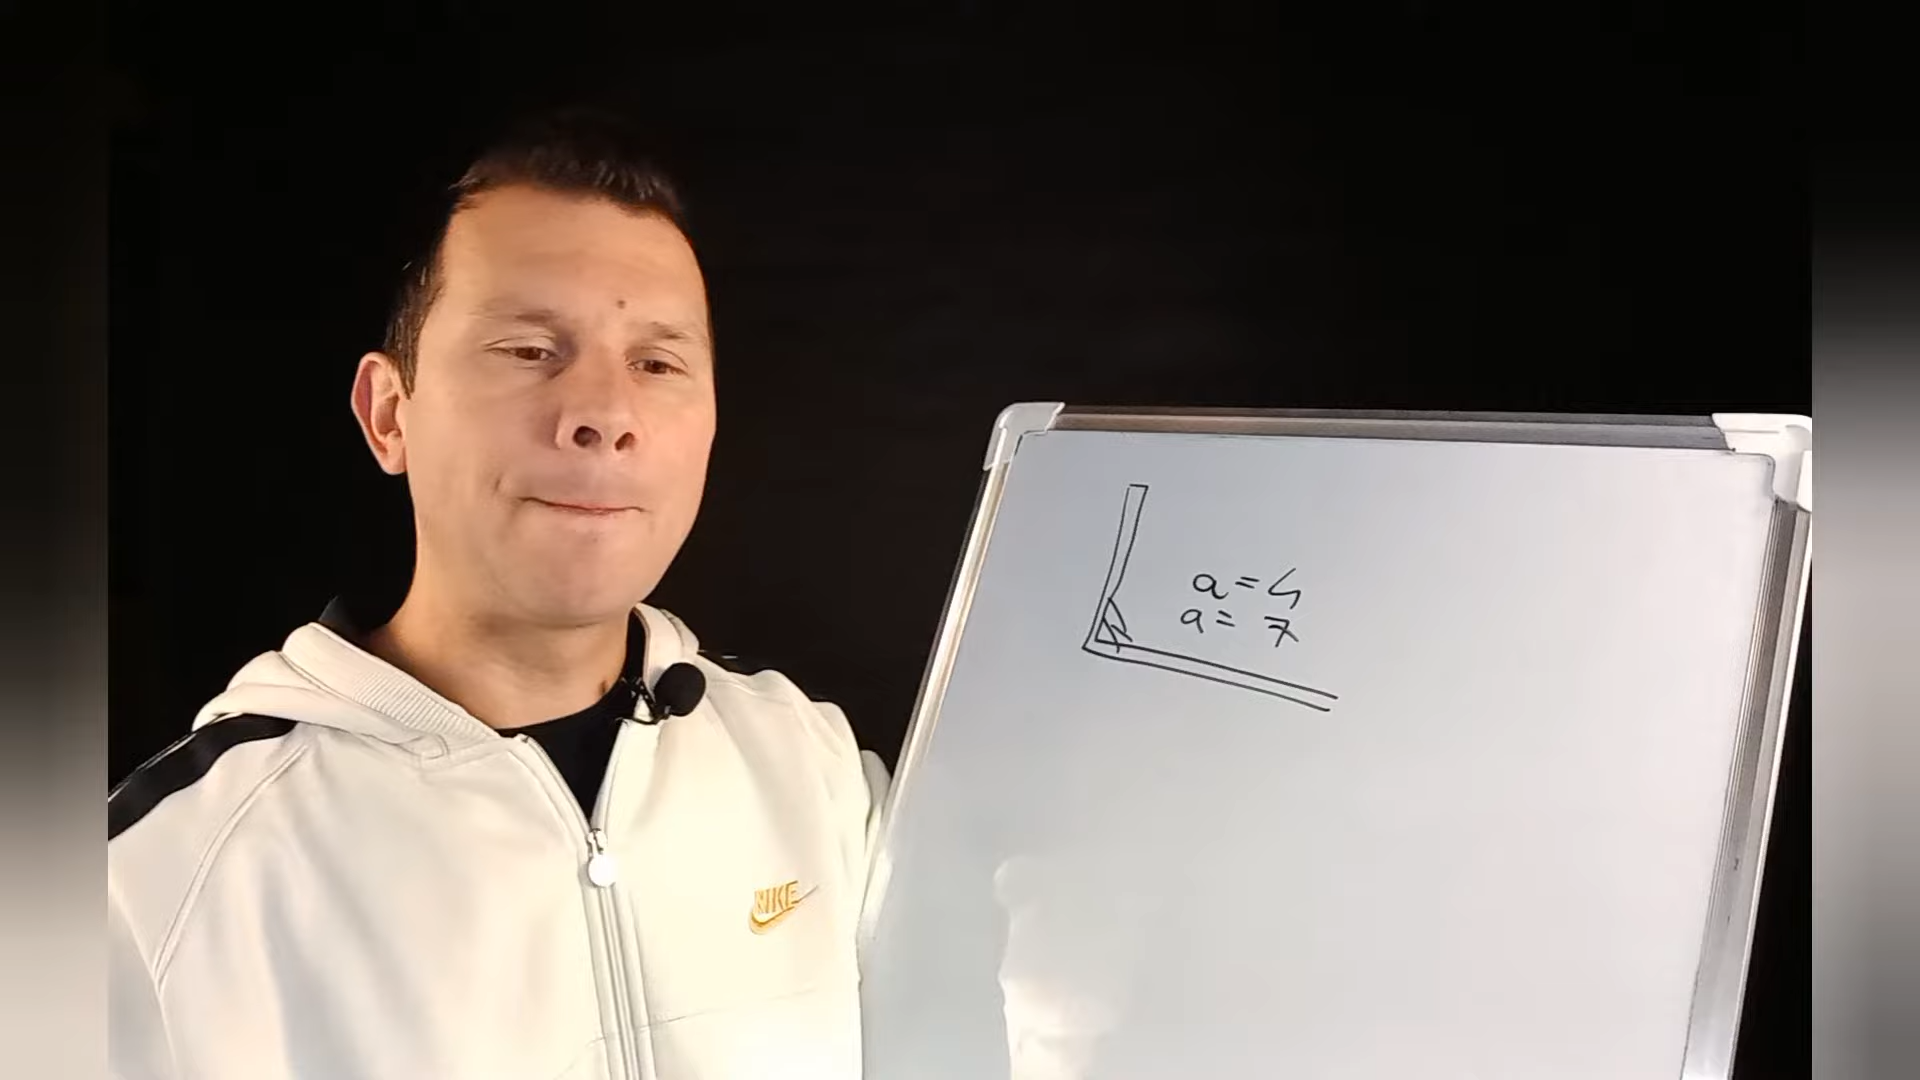 a = 4
a = 7
NIKE